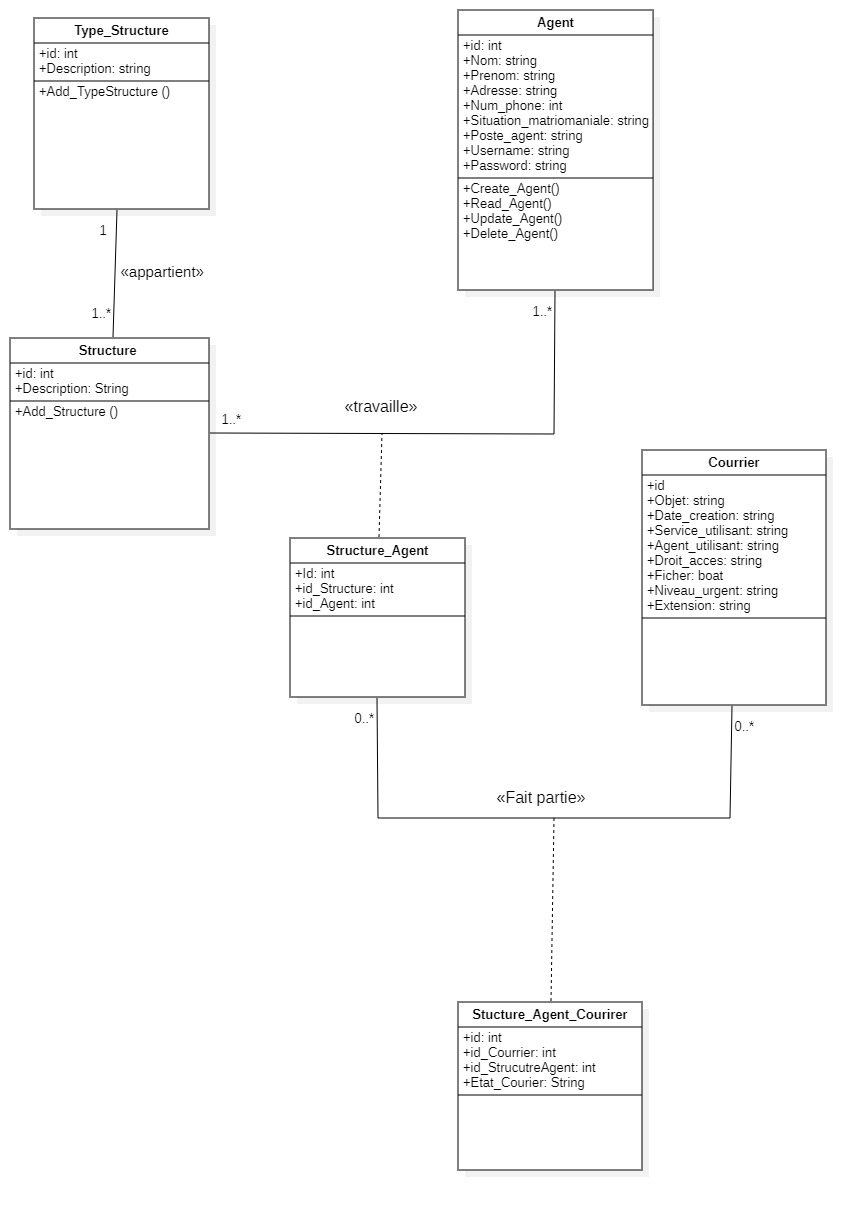 Type_Structure
+id: int
+Description: string
+Add_TypeStructure ()
Agent
+id: int
+Nom: string
+Prenom: string
+Adresse: string
+Num_phone: int
+Situation_matriomaniale: string
+Poste_agent: string
+Username: string
+Password: string
+Create_Agent()
+Read_Agent()
+Update_Agent()
+Delete_Agent()
1
«appartient»
1..*
1..*
Structure
+id: int
+Description: String
+Add_Structure ()
«travaille»
1..*
Courrier
+id
+Objet: string
+Date_creation: string
+Service_utilisant: string
+Agent_utilisant: string
+Droit_acces: string
+Ficher: boat
+Niveau_urgent: string
+Extension: string
Structure_Agent
+Id: int
+id_Structure: int
+id_Agent: int
0..*
0..*
«Fait partie»
Stucture_Agent_Courirer
+id: int
+id_Courrier: int
+id_StrucutreAgent: int
+Etat_Courier: String